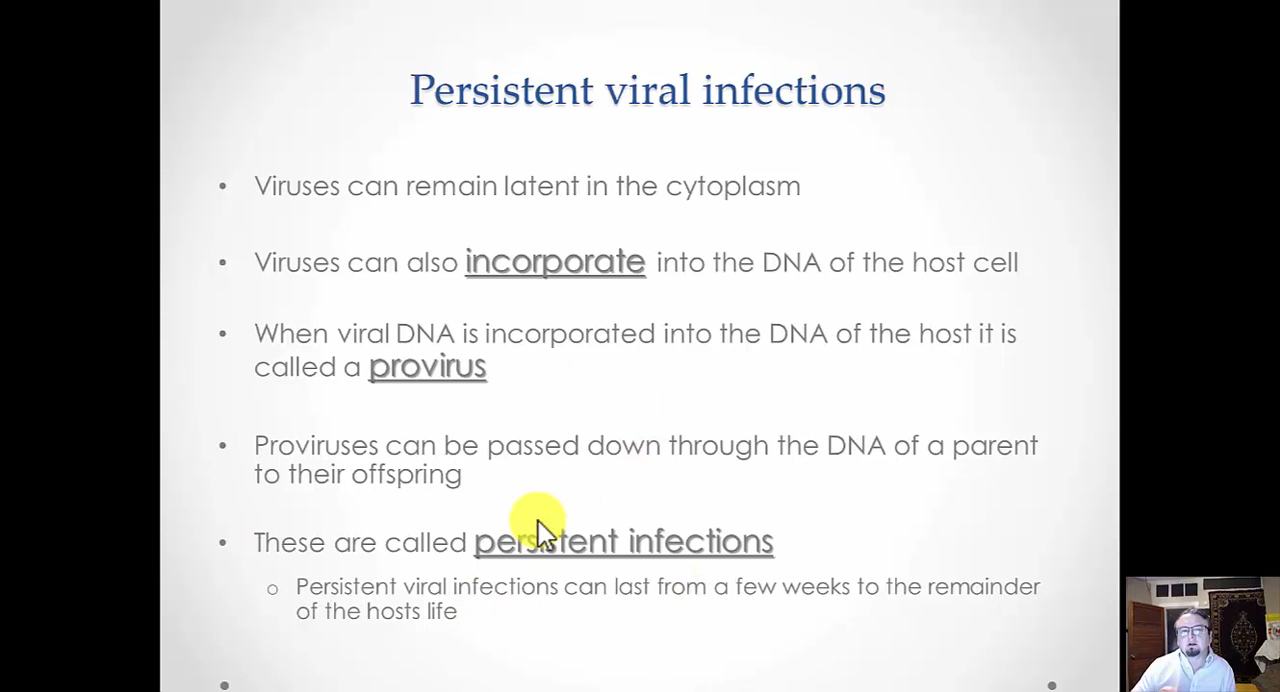 Persistent viral infections
• Viruses can remain latent in the cytoplasm
• Viruses can also incorporate into the DNA of the host cell
• When viral DNA is incorporated into the DNA of the host it is
called a provirus
• Proviruses can be passed down through the DNA of a parent
to their offspring
• These are called persistent infections
o Persistent viral infections can last from a few weeks to the remainder
of the hosts life